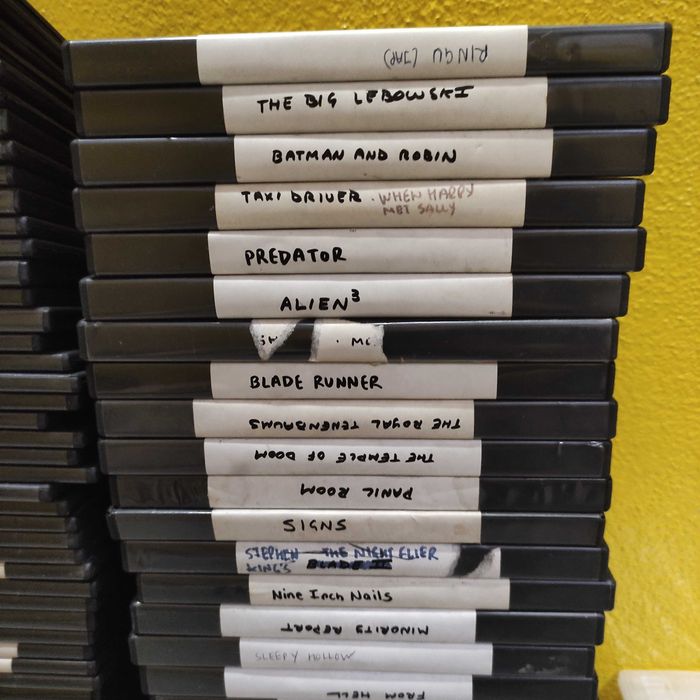 RINGU (JAP)
THE BIG LEBOWSKI
BATMAN AND ROBIN
TAXI DRIVER . WHEN HARRY
MET SALLY
PREDATOR
ALIEN³
BLADE RUNNER
THE ROYAL TENENBAUMS
THE TEMPLE OF DOOM
PANIC ROOM
SIGNS
STEPHEN THE NIGHT FLIER
KING'S BLADE II
Nine Inch Nails
MINORITY REPORT
SLEEPY HOLLOW
FROM HELL